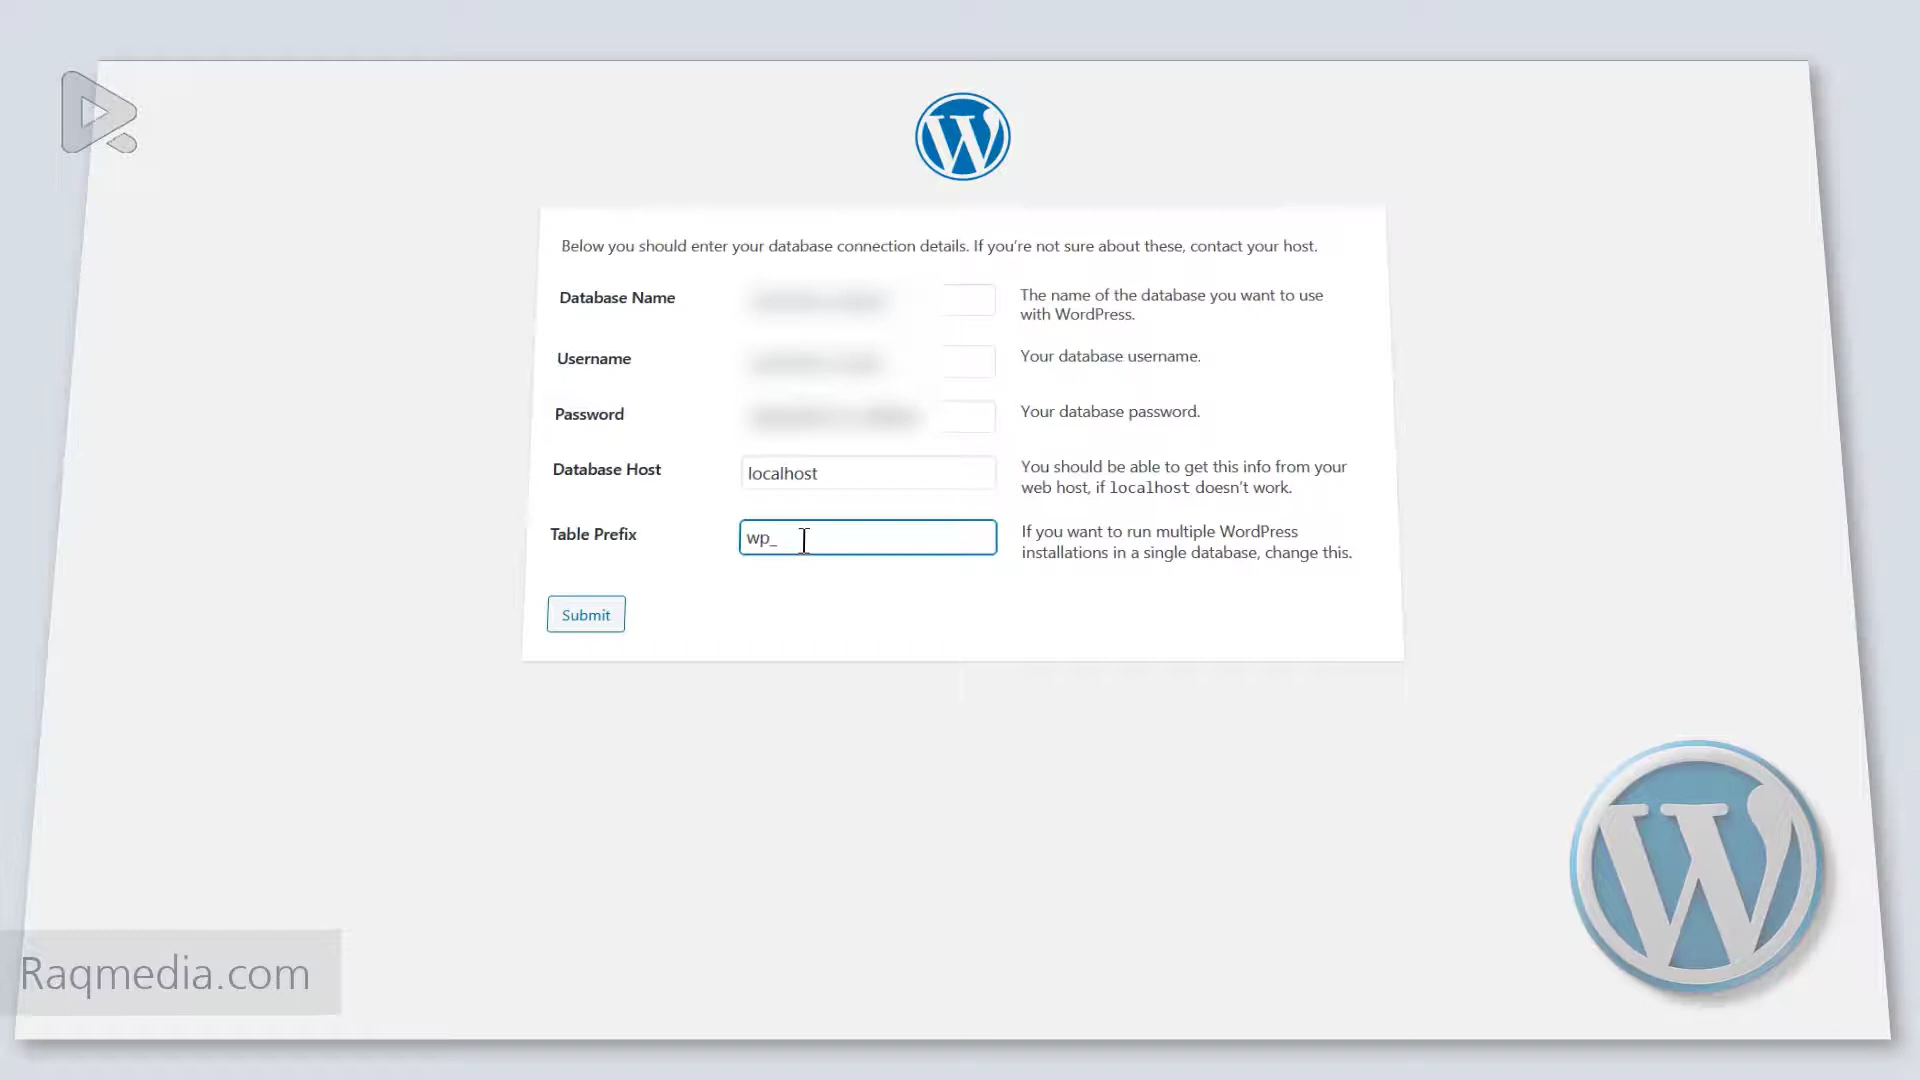 Below you should enter your database connection details. If you're not sure about these, contact your host.
Database Name
The name of the database you want to use
with WordPress.
Username
Your database username.
Password
Your database password.
Database Host
localhost
You should be able to get this info from your
web host, if localhost doesn't work.
Table Prefix
wp_
If you want to run multiple WordPress
installations in a single database, change this.
Submit
Raqmedia.com